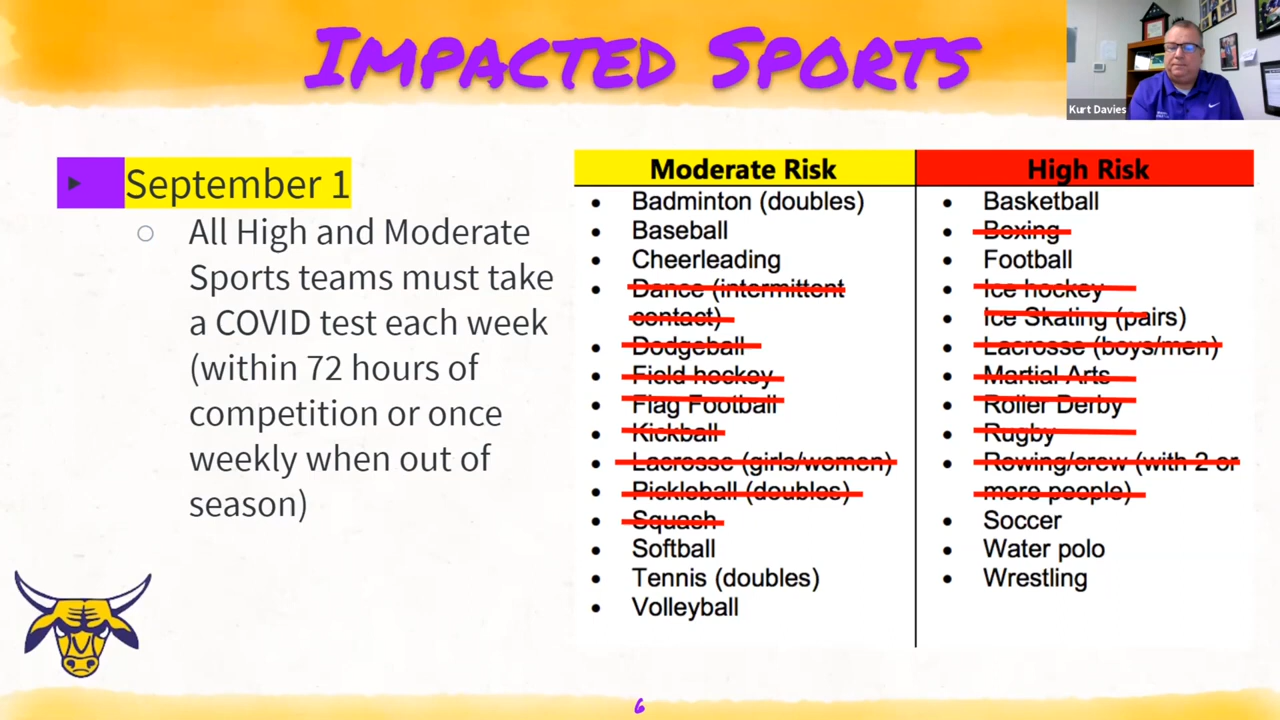 IMPACTED SPORTS
Kurt Davies
September 1
All High and Moderate
Sports teams must take
a COVID test each week
(within 72 hours of
competition or once
weekly when out of
season)
Moderate Risk
Badminton (doubles)
Baseball
Cheerleading
Dance (intermittent
contact)
Dodgeball
Field hockey
Flag Football
Kickball
Lacrosse (girls/women)
Pickleball (doubles)
Squash
Softball
Tennis (doubles)
Volleyball
High Risk
Basketball
Boxing
Football
Ice hockey
Ice Skating (pairs)
Lacrosse (boys/men)
Martial Arts
Roller Derby
Rugby
Rowing/crew (with 2 or
more people)
Soccer
Water polo
Wrestling
6